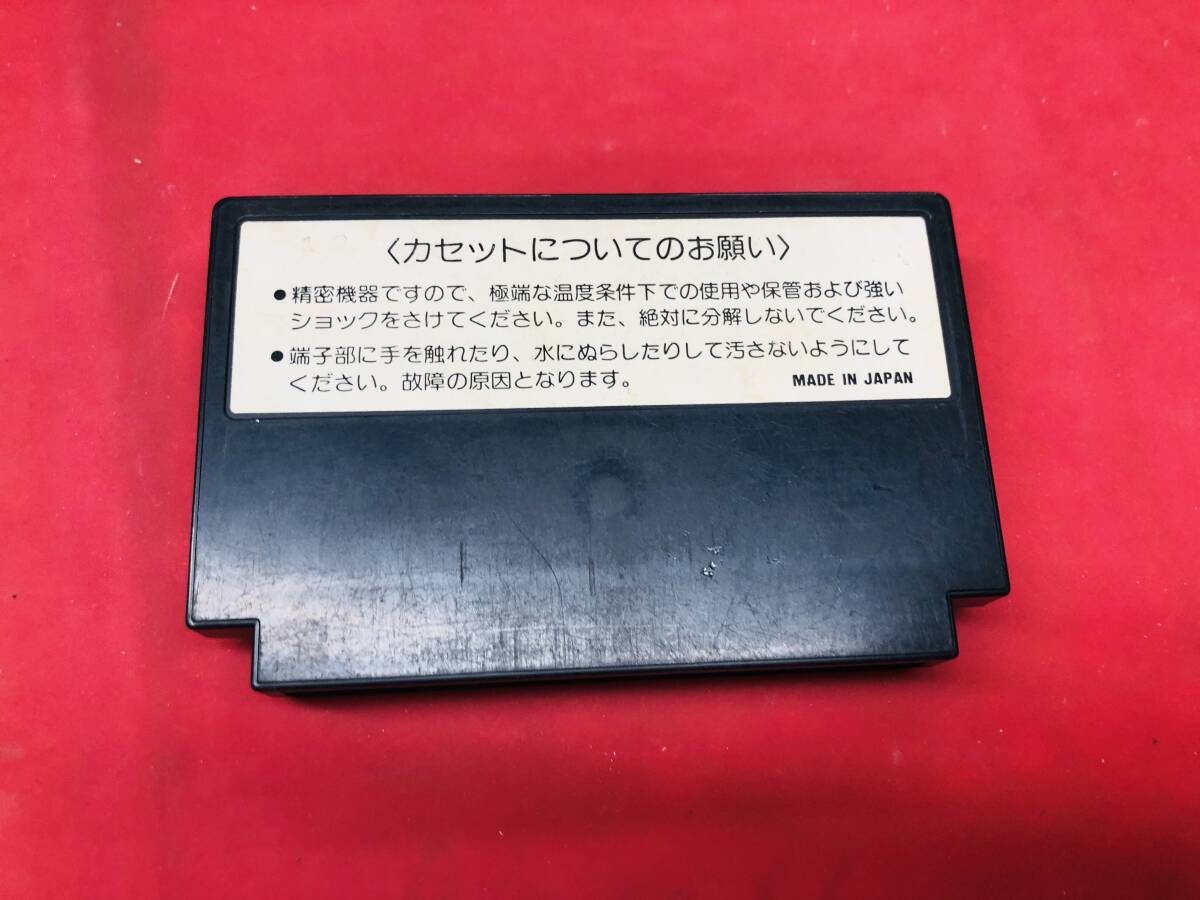 〈カセットについてのお願い〉
●精密機器ですので、極端な温度条件下での使用や保管および強い
ショックをさけてください。また、絶対に分解しないでください。
●端子部に手を触れたり、水にぬらしたりして汚さないようにして
ください。故障の原因となります。
MADE IN JAPAN